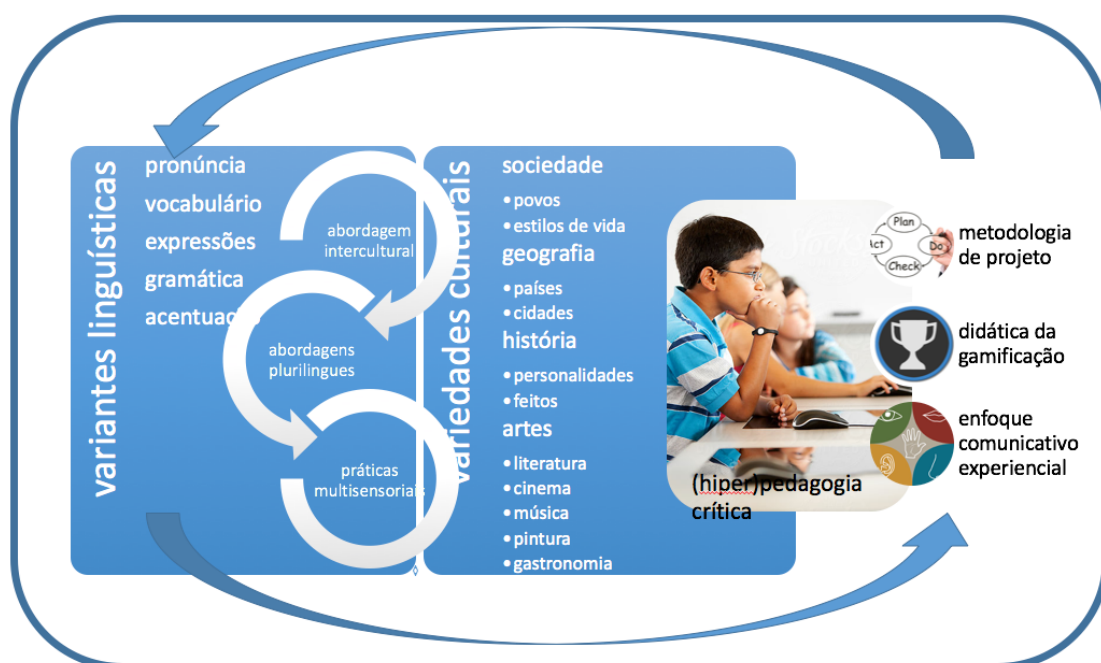 variantes linguísticas
pronúncia
vocabulário
expressões
gramática
abordagem
intercultural
abordagens
plurilingues
práticas
multisensoriais
variedades culturais
sociedade
• povos
• estilos de vida
geografia
• países
• cidades
história
• personalidades
• feitos
artes
• literatura
• cinema
• música
• pintura
• gastronomia
(hiper)pedagogia
crítica
Plan
Do
Check
Act
metodologia
de projeto
didática da
gamificação
enfoque
comunicativo
experiencial